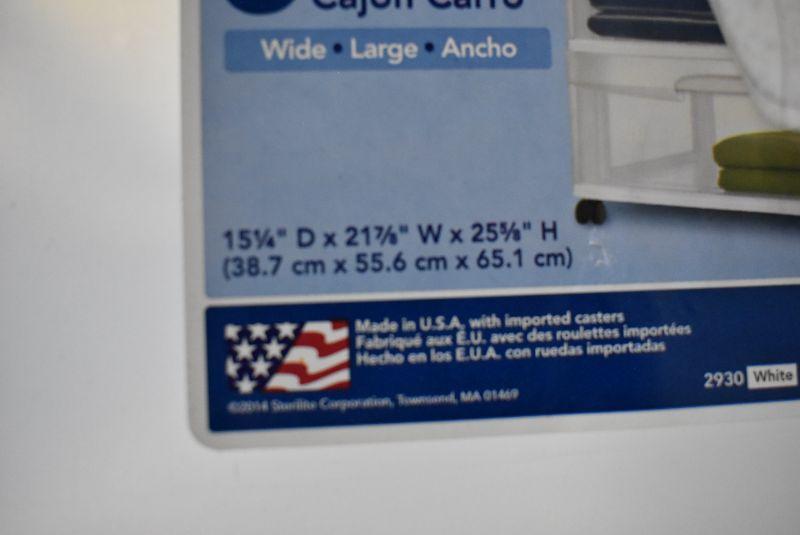 Cajón Carro
Wide • Large • Ancho
15¼" D x 21⅞" W x 25⅝" H
(38.7 cm x 55.6 cm x 65.1 cm)
Made in U.S.A. with imported casters
Fabriqué aux É.U. avec des roulettes importées
Hecho en los E.U.A. con ruedas importadas
2930 White
©2014 Sterilite Corporation, Townsend, MA 01469